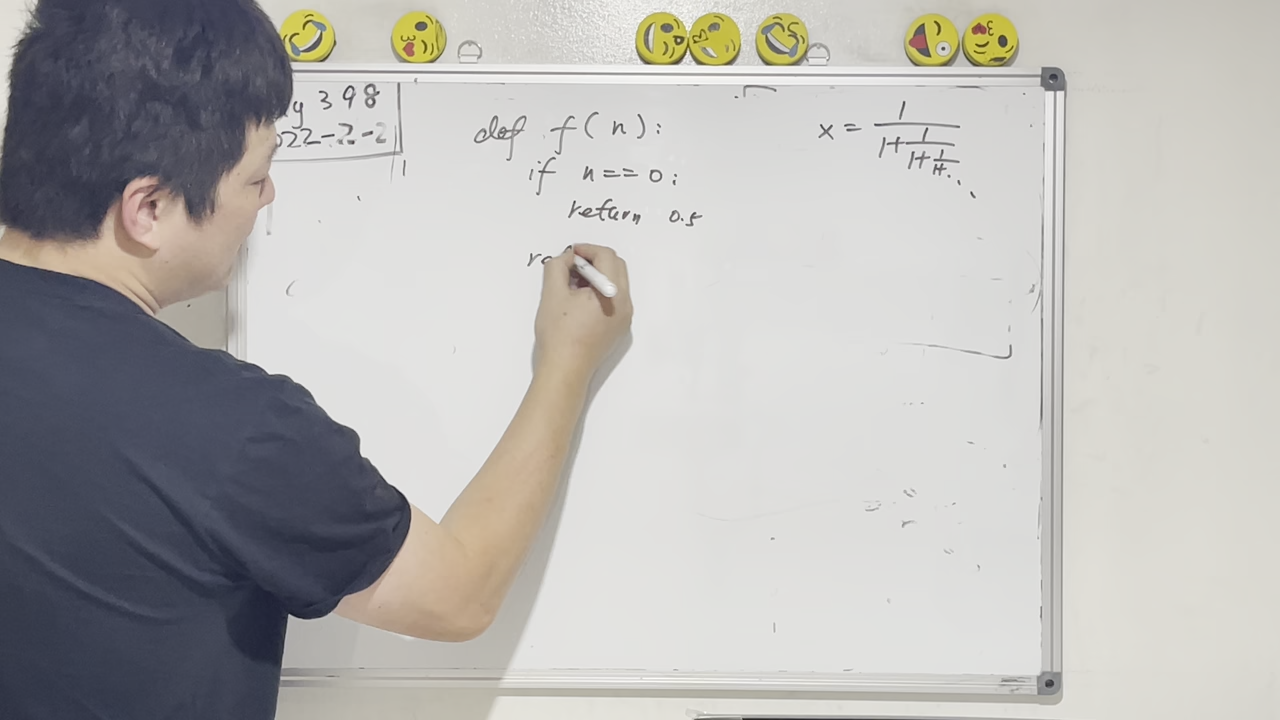 398
022-2-2
def f(n):
if n==0:
return 0.5
x = 1/(1+1/(1+1/(1+...